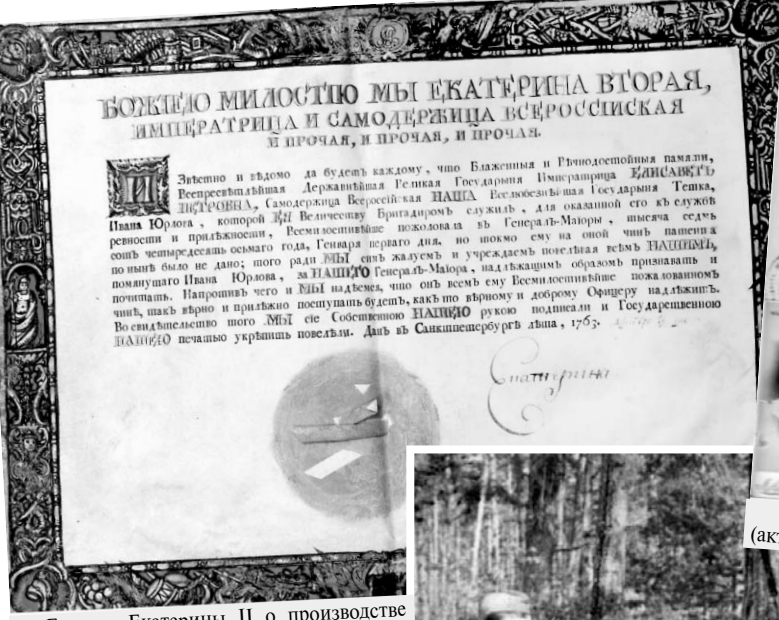 БОЖІЕЮ МИЛОСТІЮ МЫ ЕКАТЕРИНА ВТОРАЯ,
ИМПЕРАТРИЦА И САМОДЕРЖИЦА ВСЕРОССІЙСКАЯ
И ПРОЧАЯ, И ПРОЧАЯ, И ПРОЧАЯ.
ИЗвѣстно и вѣдомо да будетъ каждому, что Блаженныя и Вѣчнодостойныя памяти,
Всепресвѣтлѣйшая Державнѣйшая Великая Государыня Императрица ЕЛИСАВЕТЪ
ПЕТРОВНА, Самодержица Всероссійская НАША Вселюбезнѣйшая Государыня Тетка,
Ивана Юрлова, которой ЕЯ Величеству Бригадиромъ служилъ, для оказанной его къ службѣ
ревности и прилѣжности, Всемилостивѣйше пожаловала въ Генералъ-Маіоры, тысяча седмь
сотъ четыредесятъ осьмаго года, Генваря перваго дня, но токмо ему на оной чинъ патента
по нынѣ было не дано; того ради МЫ симъ жалуемъ и учреждаемъ повелѣвая всѣмъ НАШИМЪ,
помянутаго Ивана Юрлова, за НАШЕГО Генералъ-Маіора, надлѣжащимъ образомъ признавать и
почитать. Напротивъ чего и МЫ надѣемся, что онъ всемъ ему Всемилостивѣйше пожалованномъ
чинѣ, такъ вѣрно и прилѣжно поступать будетъ, какъ то вѣрному и доброму Офицеру надлѣжитъ.
Во свидѣтельство того МЫ сіе Собственною НАШЕЮ рукою подписали и Государственною
НАШЕЮ печатью укрѣпить повелѣли. Данъ въ Санктпетербургѣ лѣта, 1763.
Екатерина
(акт
Екатерины II о производстве